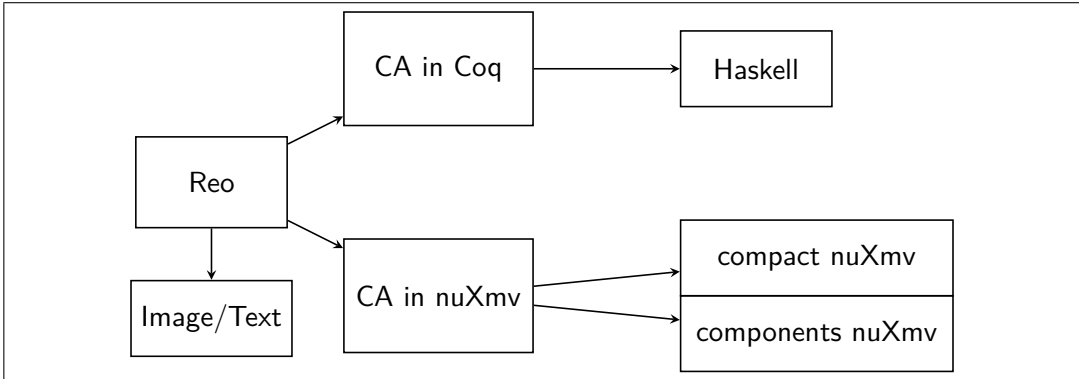 CA in Coq
Haskell
Reo
Image/Text
CA in nuXmv
compact nuXmv
components nuXmv